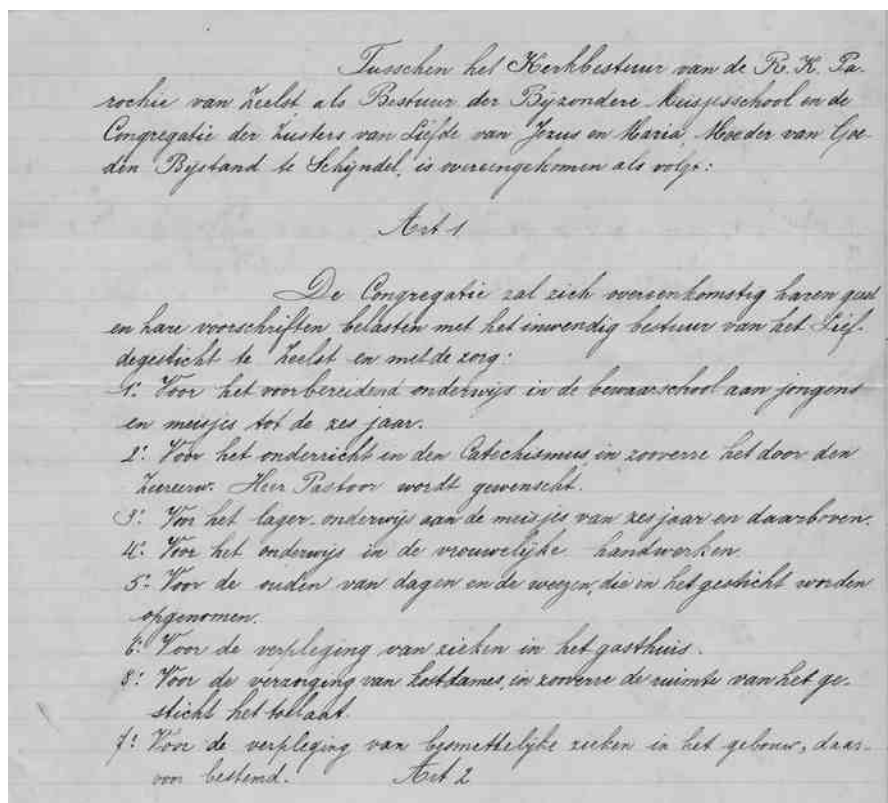 Tusschen het Kerkbestuur van de R. K. Pa-
rochie van Zeelst als Bestuur der Bijzondere Meisjesschool en de
Congregatie der Zusters van Liefde van Jezus en Maria, Moeder van Goe-
den Bijstand te Schijndel, is overeengekomen als volgt:
Art 1
De Congregatie zal zich overeenkomstig haren geest
en hare voorschriften belasten met het inwendig bestuur van het Lief-
degesticht te Zeelst en met de zorg:
1.º Voor het voorbereidend onderwijs in de bewaarschool aan jongens
en meisjes tot de zes jaar.
2.º Voor het onderricht in den Catechismus, in zooverre het door den
Zeereerw. Heer Pastoor wordt gewenscht.
3.º Voor het lager-onderwijs aan de meisjes van zes jaar en daarboven.
4.º Voor het onderwijs in de vrouwelijke handwerken.
5.º Voor de ouden van dagen en de weezen, die in het gesticht worden
opgenomen.
6.º Voor de verpleging van zieken in het gasthuis.
8.º Voor de verzorging van kostdames, in zooverre de ruimte van het ge-
sticht het toelaat.
7.º Voor de verpleging van besmettelijke zieken in het gebouw, daar-
voor bestemd. Art 2